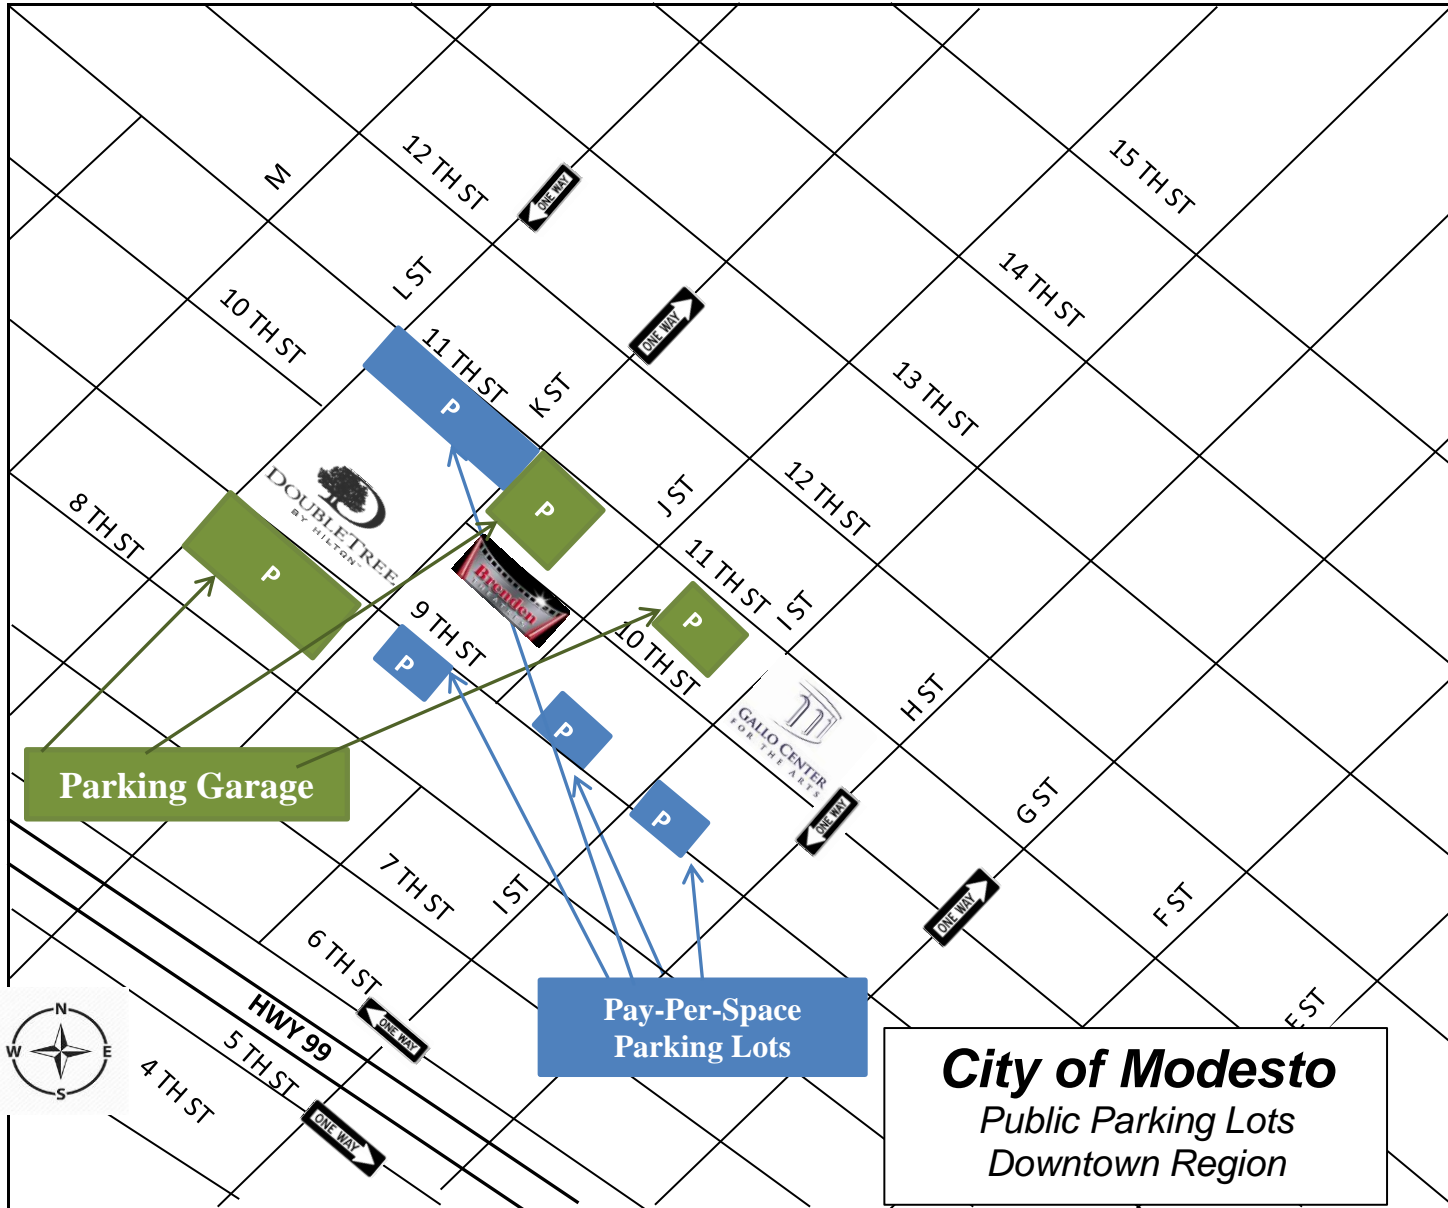 15 TH ST
12 TH ST
M
ONE WAY
14 TH ST
L ST
10 TH ST
ONE WAY
11 TH ST
13 TH ST
K ST
P
DOUBLETREE
BY HILTON™
J ST
12 TH ST
8 TH ST
P
P
11 TH ST
Brenden
THEATRES
I ST
9 TH ST
10 TH ST
P
P
H ST
GALLO CENTER
FOR THE ARTS
P
Parking Garage
P
G ST
ONE WAY
7 TH ST
I ST
ONE WAY
F ST
6 TH ST
HWY 99
ONE WAY
Pay-Per-Space
Parking Lots
E ST
N
W
E
S
5 TH ST
4 TH ST
ONE WAY
City of Modesto
Public Parking Lots
Downtown Region